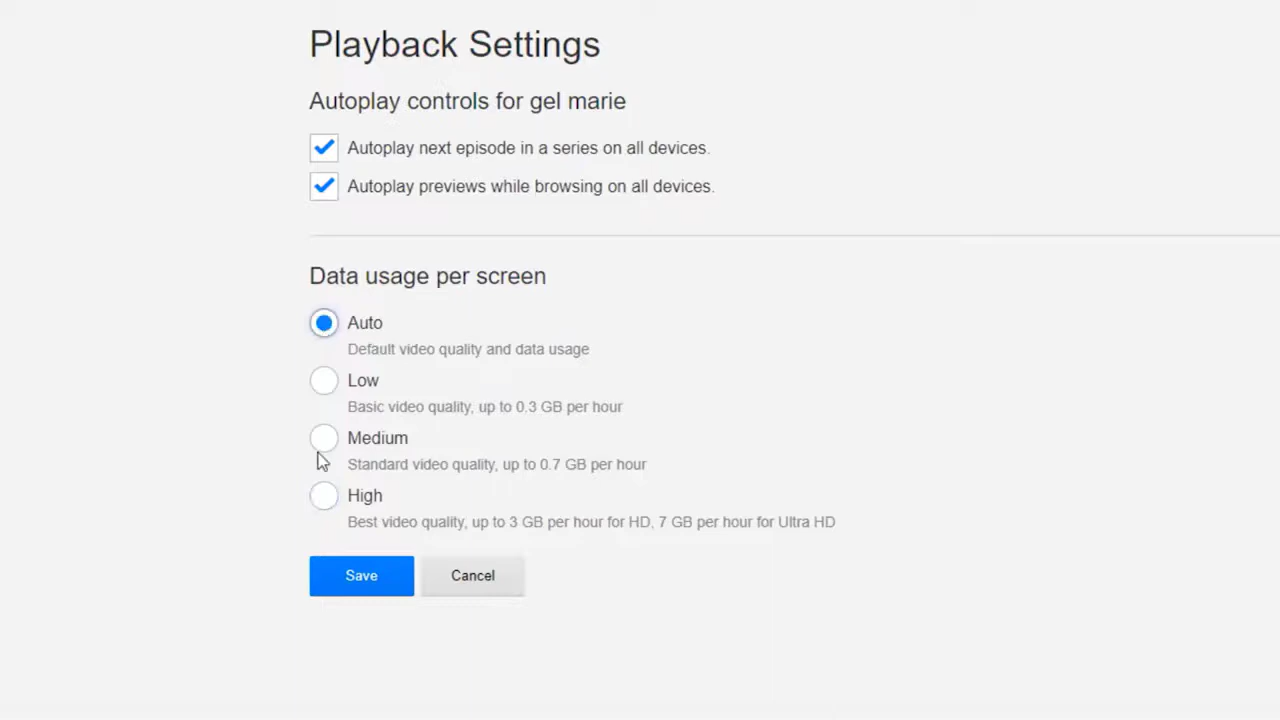 Playback Settings
Autoplay controls for gel marie
Autoplay next episode in a series on all devices.
Autoplay previews while browsing on all devices.
Data usage per screen
Auto
Default video quality and data usage
Low
Basic video quality, up to 0.3 GB per hour
Medium
Standard video quality, up to 0.7 GB per hour
High
Best video quality, up to 3 GB per hour for HD, 7 GB per hour for Ultra HD
Save
Cancel